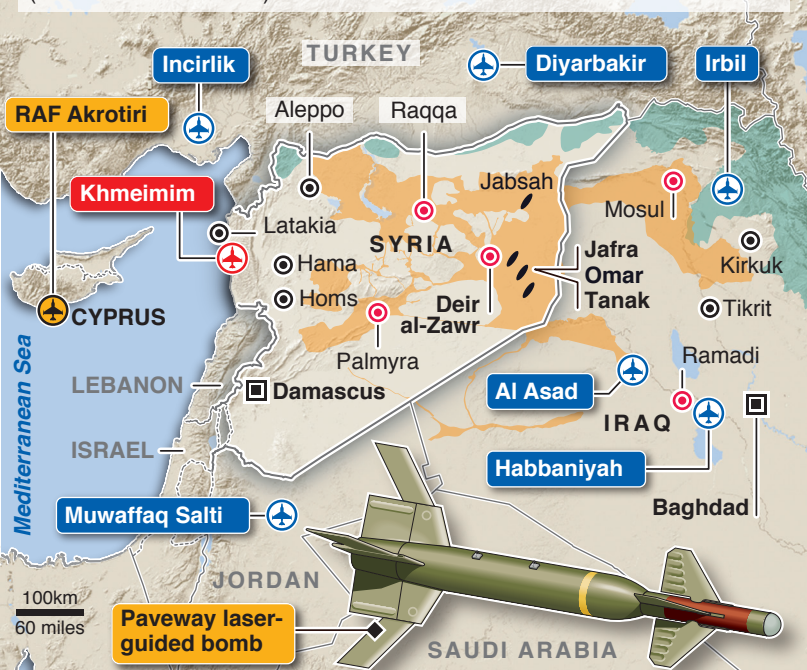 TURKEY
Incirlik
Diyarbakir
Irbil
RAF Akrotiri
Aleppo
Raqqa
Khmeimim
Jabsah
Mosul
Latakia
SYRIA
Hama
Jafra
Omar
Tanak
Kirkuk
Homs
Deir
al-Zawr
Tikrit
CYPRUS
Palmyra
Ramadi
Mediterranean Sea
LEBANON
Damascus
Al Asad
IRAQ
ISRAEL
Habbaniyah
Baghdad
Muwaffaq Salti
JORDAN
100km
60 miles
Paveway laser-
guided bomb
SAUDI ARABIA